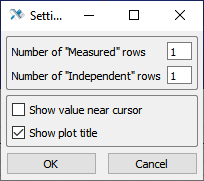 Setti...
Number of "Measured" rows 1
Number of "Independent" rows 1
Show value near cursor
Show plot title
OK Cancel